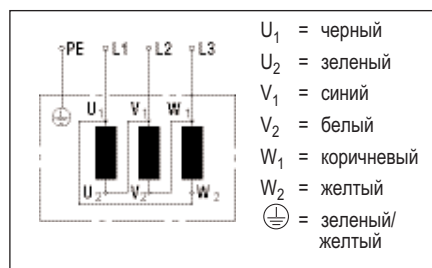 PE L1 L2 L3
U1 V1 W1
U2 V2 W2
U1 = черный
U2 = зеленый
V1 = синий
V2 = белый
W1 = коричневый
W2 = желтый
= зеленый/
желтый